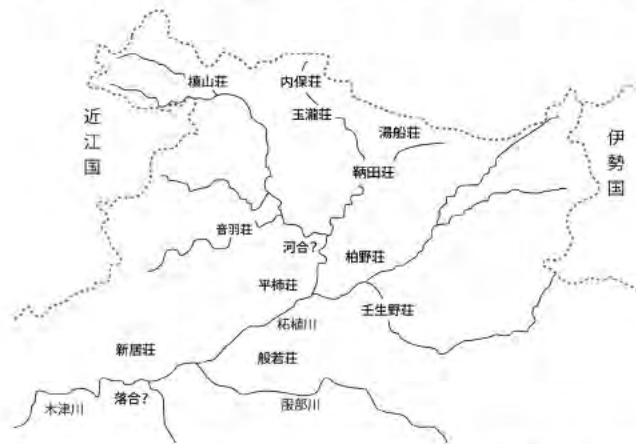 槇山荘
内保荘
玉瀧荘
湯船荘
近江国
伊勢国
鞆田荘
音羽荘
河合?
柏野荘
平柿荘
壬生野荘
柘植川
新居荘
般若荘
木津川
落合?
服部川